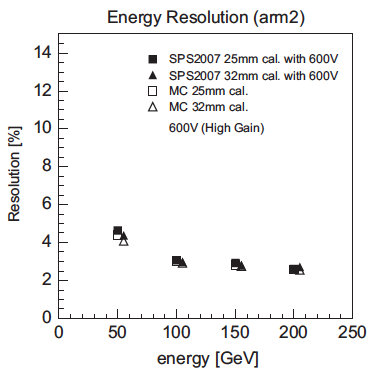 Energy Resolution (arm2)
14
SPS2007 25mm cal. with 600V
SPS2007 32mm cal. with 600V
12
MC 25mm cal.
MC 32mm cal.
10
600V (High Gain)
8
6
4
2
0
Resolution [%]
0 50 100 150 200 250
energy [GeV]